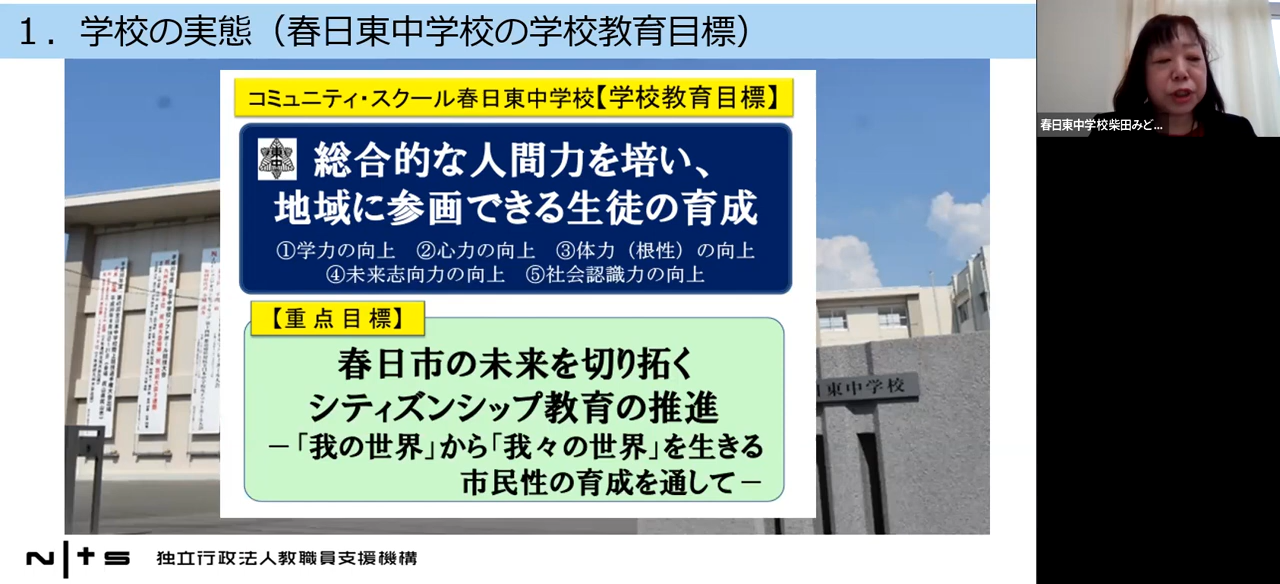 １．学校の実態（春日東中学校の学校教育目標）
コミュニティ・スクール春日東中学校【学校教育目標】
東中
総合的な人間力を培い、
地域に参画できる生徒の育成
①学力の向上　②心力の向上　③体力（根性）の向上
④未来志向力の向上　⑤社会認識力の向上
【重点目標】
春日市の未来を切り拓く
シティズンシップ教育の推進
－「我の世界」から「我々の世界」を生きる
市民性の育成を通して－
東中学校
NITS 独立行政法人教職員支援機構
春日東中学校柴田みど...